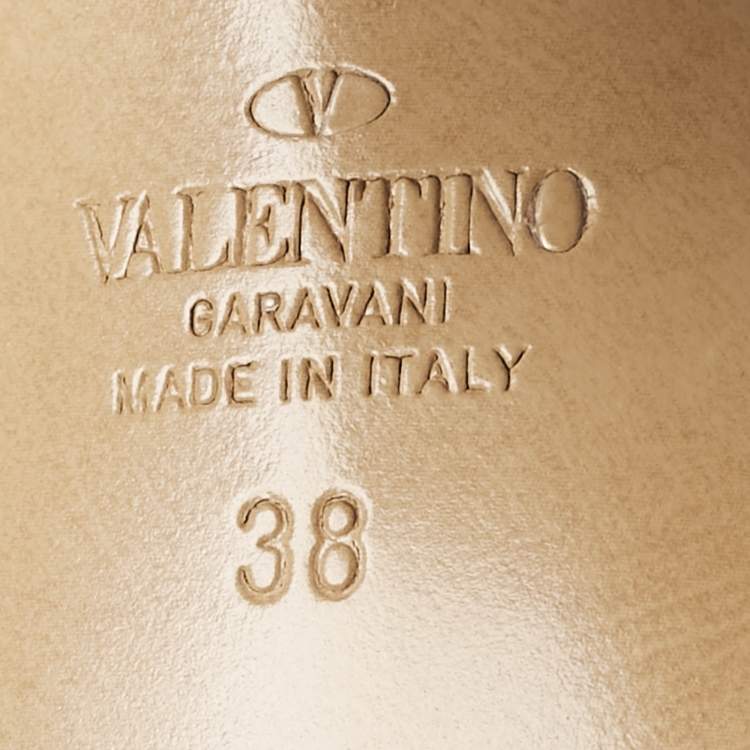 V
VALENTINO
GARAVANI
MADE IN ITALY
38